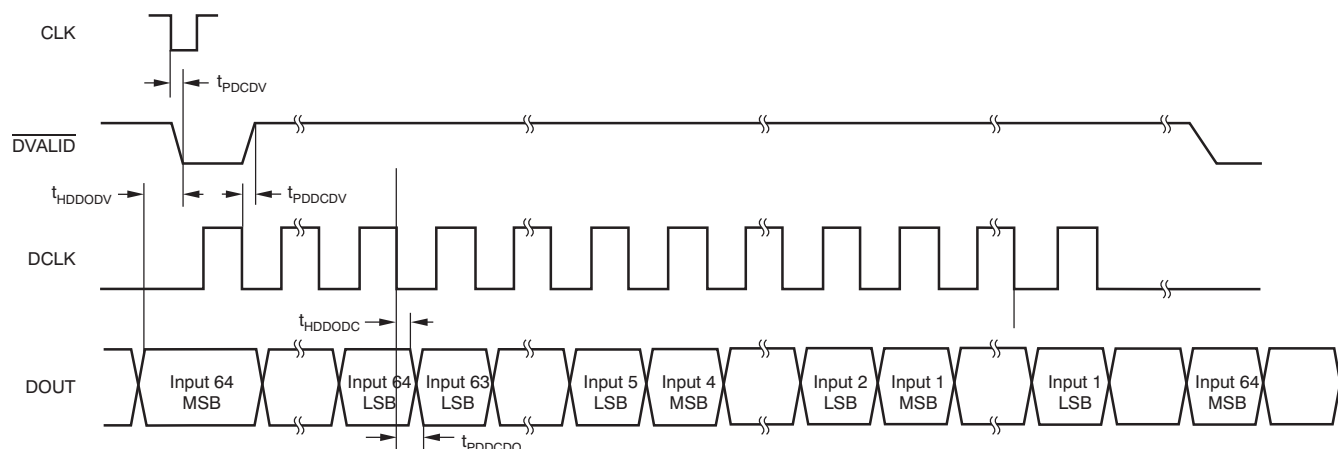 CLK
tPDCDV
DVALID
tHDDODV
tPDDCDV
DCLK
tHDDODC
DOUT
Input 64
MSB
Input 64
LSB
Input 63
LSB
Input 5
LSB
Input 4
MSB
Input 2
LSB
Input 1
MSB
Input 1
LSB
Input 64
MSB
tPDDCDO